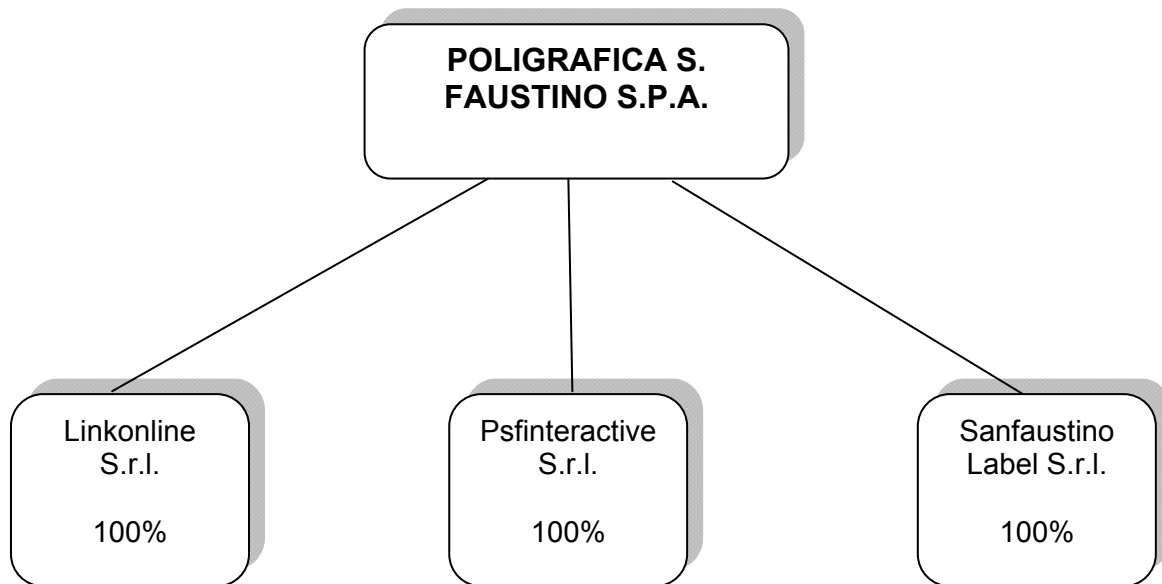 POLIGRAFICA S.
FAUSTINO S.P.A.
Linkonline
S.r.l.
100%
Psfinteractive
S.r.l.
100%
Sanfaustino
Label S.r.l.
100%